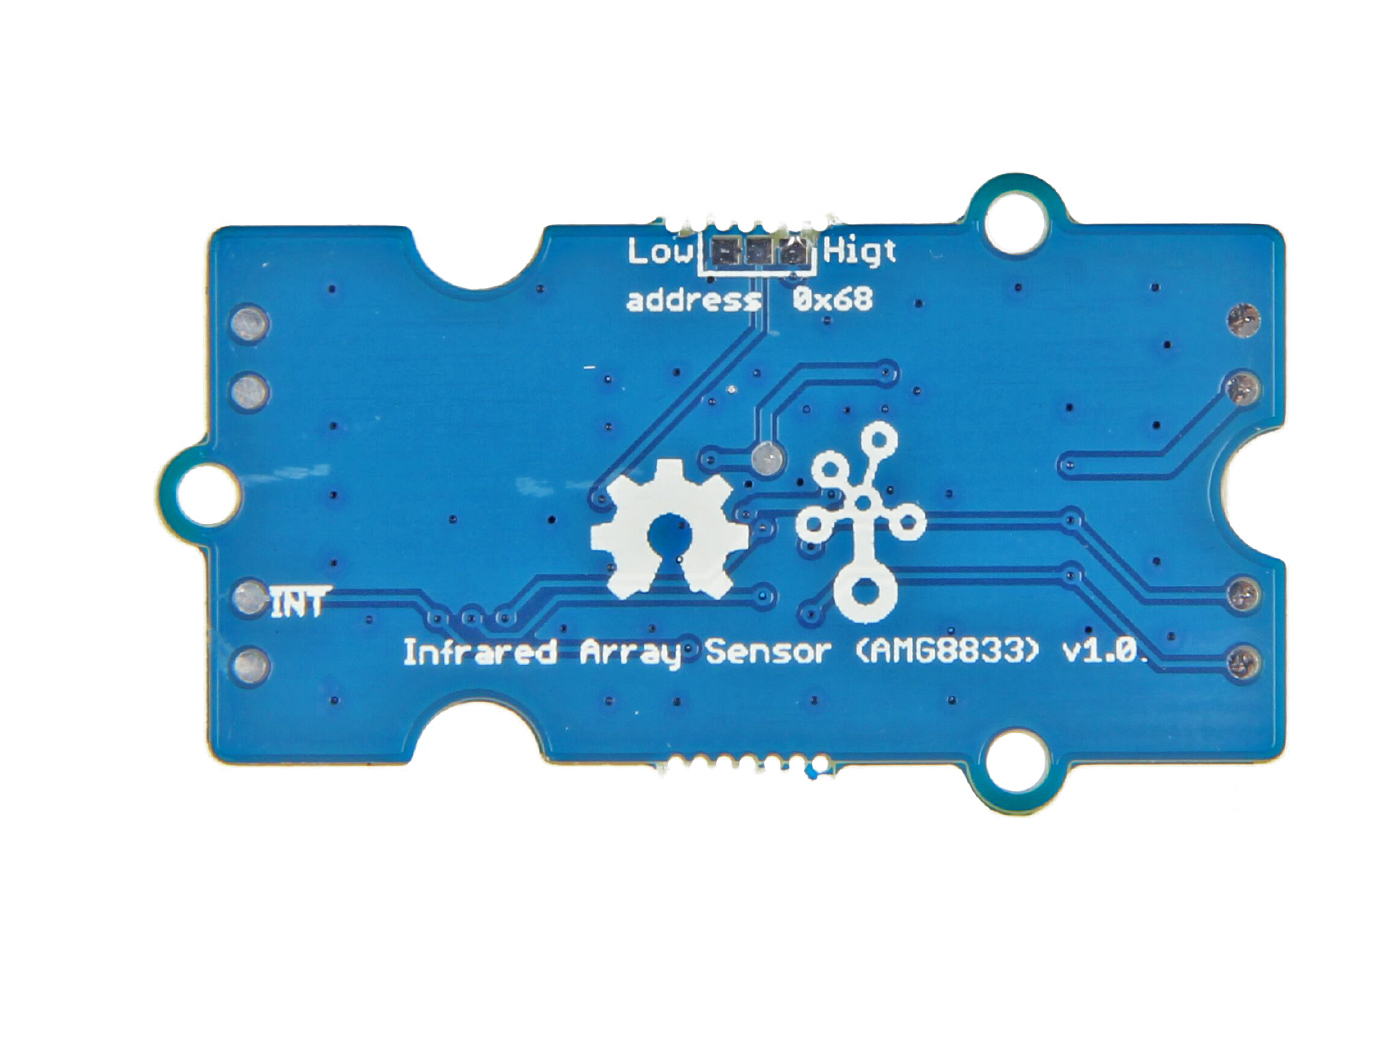 Low Higt
address 0x68
INT
Infrared Array Sensor (AMG8833) v1.0.